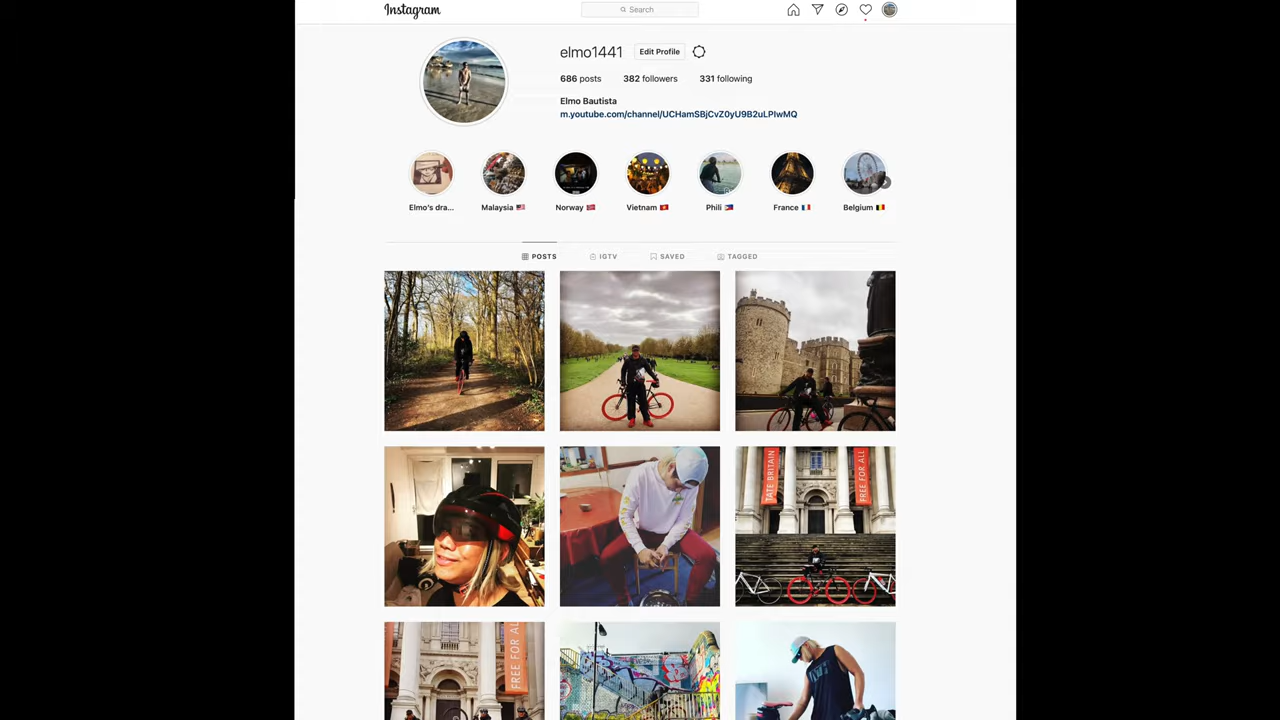 Instagram
Search
elmo1441 Edit Profile
686 posts 382 followers 331 following
Elmo Bautista
m.youtube.com/channel/UCHamSBjCvZ0yU9B2uLPIwMQ
Elmo's dra... Malaysia 🇲🇾 Norway 🇳🇴 Vietnam 🇻🇳 Phili 🇵🇭 France 🇫🇷 Belgium 🇧🇪
POSTS IGTV SAVED TAGGED
TATE BRITAIN
FREE FOR ALL
FREE FOR ALL